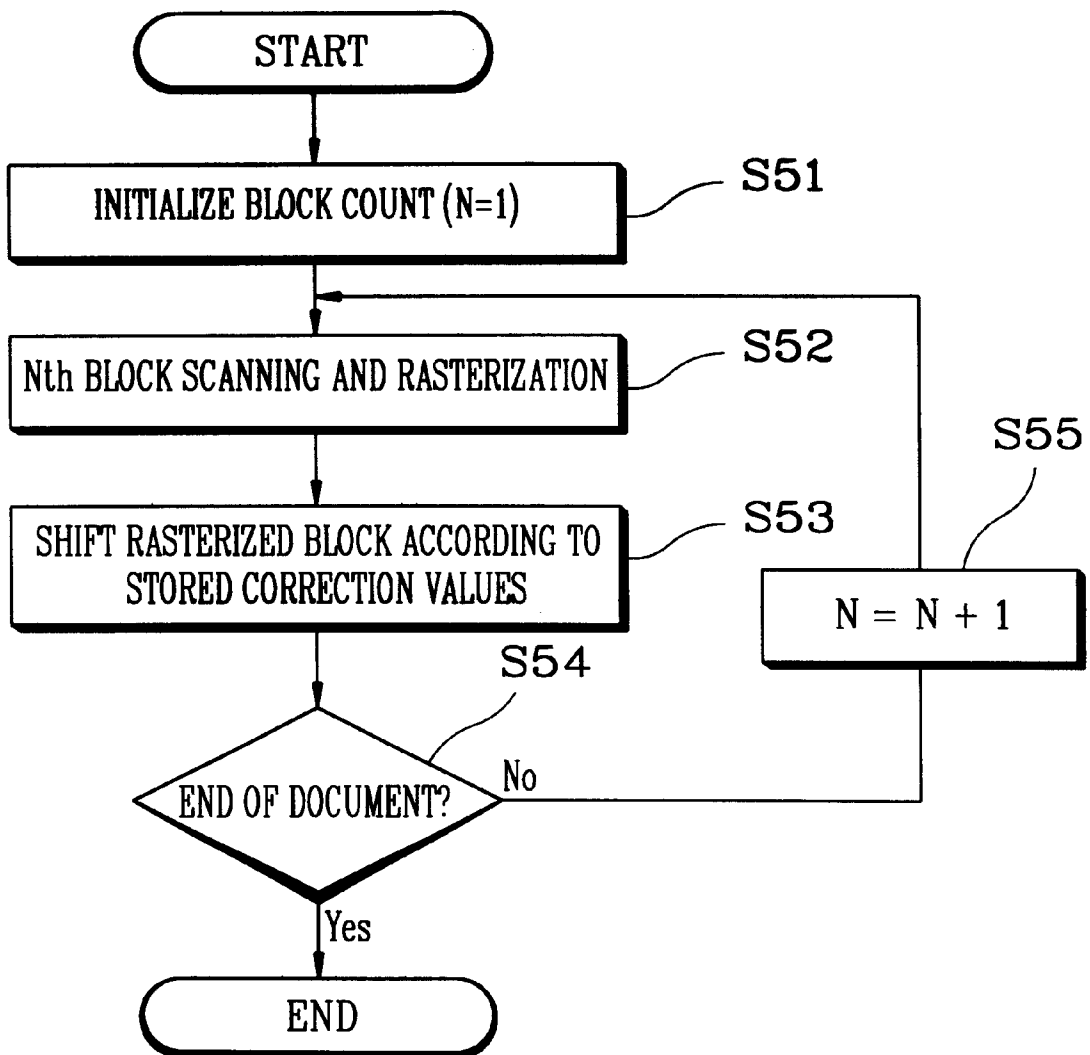 START
INITIALIZE BLOCK COUNT (N=1)
S51
Nth BLOCK SCANNING AND RASTERIZATION
S52
SHIFT RASTERIZED BLOCK ACCORDING TO
STORED CORRECTION VALUES
S53
S55
N = N + 1
S54
END OF DOCUMENT?
No
Yes
END